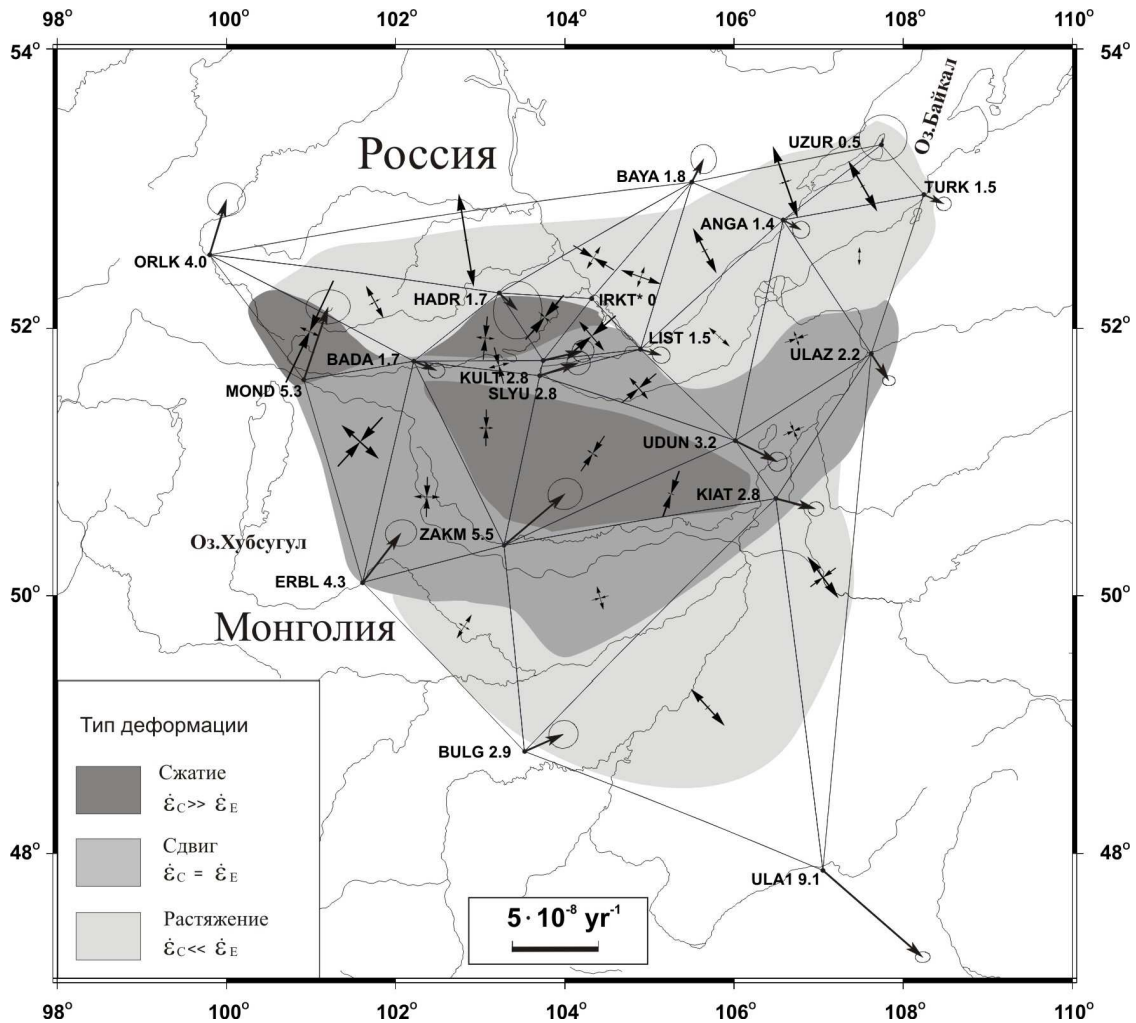 98° 100° 102° 104° 106° 108° 110°
54° 54°
Оз.Байкал
Россия
UZUR 0.5
BAYA 1.8
TURK 1.5
ANGA 1.4
ORLK 4.0
HADR 1.7
IRKT* 0
52° 52°
LIST 1.5
BADA 1.7
ULAZ 2.2
KULT 2.8
MOND 5.3
SLYU 2.8
UDUN 3.2
KIAT 2.8
ZAKM 5.5
Оз.Хубсугул
ERBL 4.3
50° 50°
Монголия
Тип деформации
BULG 2.9
Сжатие
ε̇C>> ε̇E
Сдвиг
ε̇C = ε̇E
48° 48°
ULA1 9.1
Растяжение
ε̇C<< ε̇E
5·10⁻⁸ yr⁻¹
98° 100° 102° 104° 106° 108° 110°